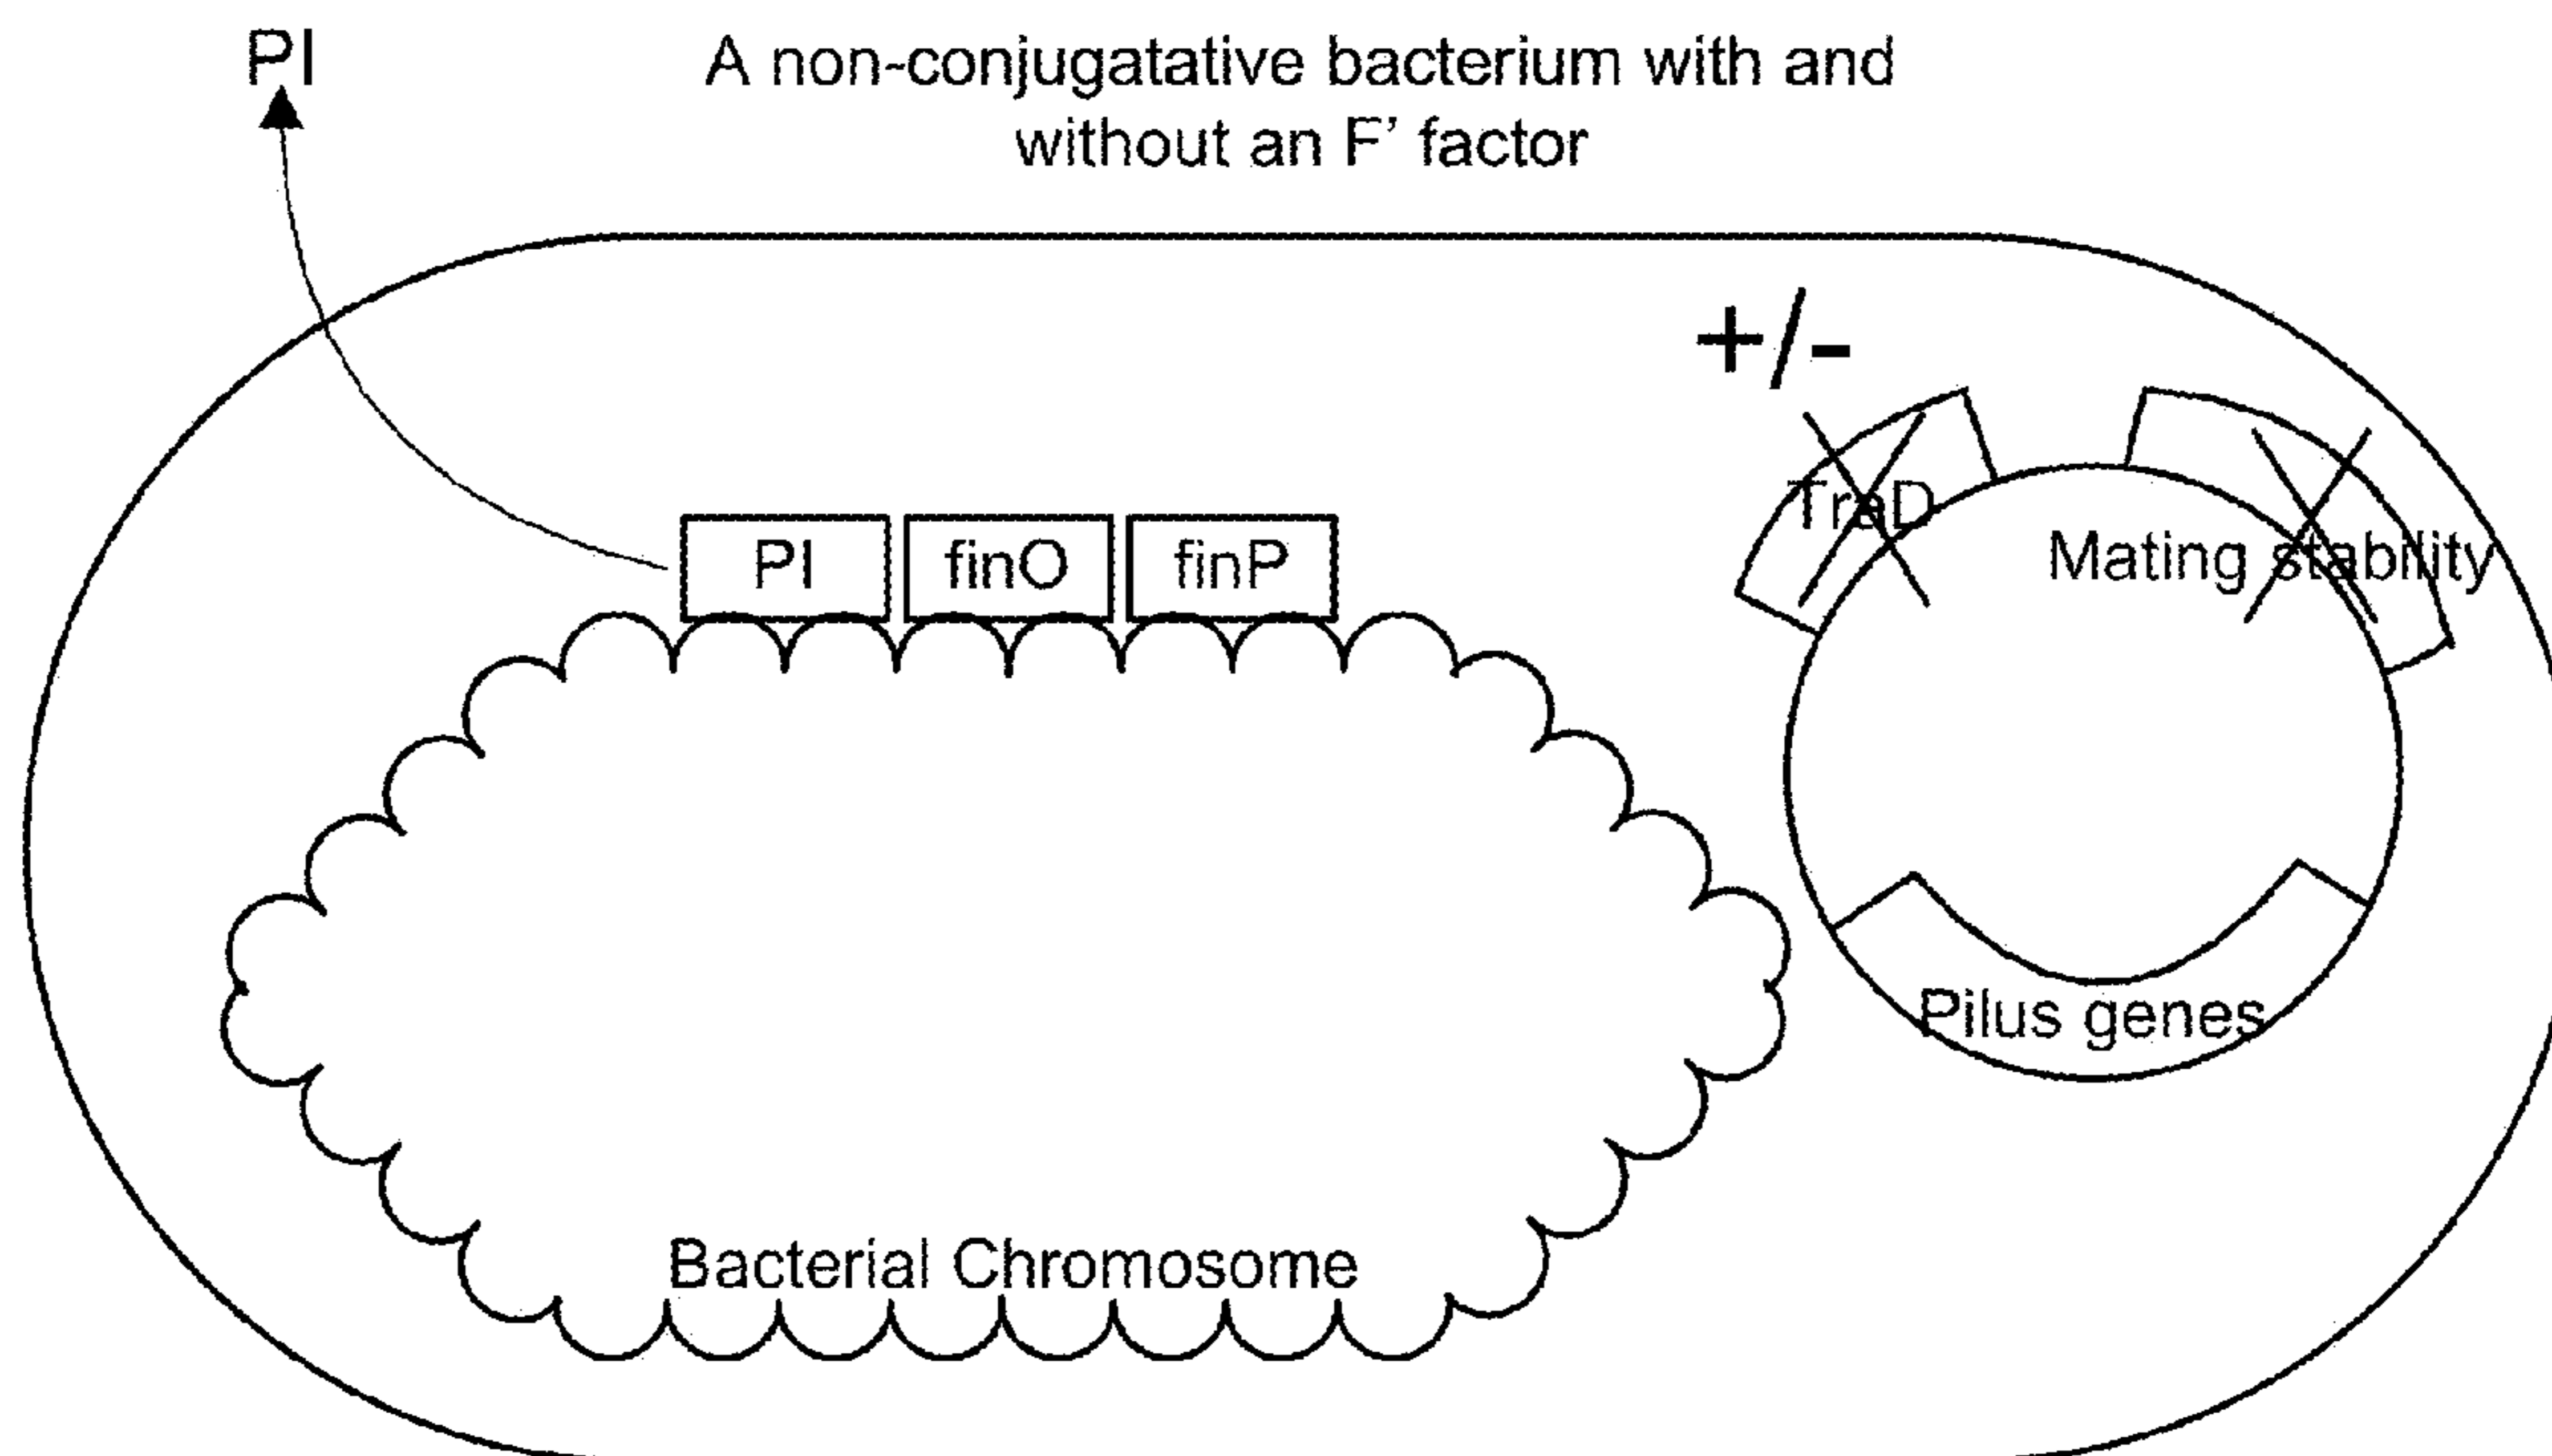 PI
A non-conjugatative bacterium with and
without an F' factor
+/-
TraD
Mating stability
PI finO finP
Pilus genes
Bacterial Chromosome